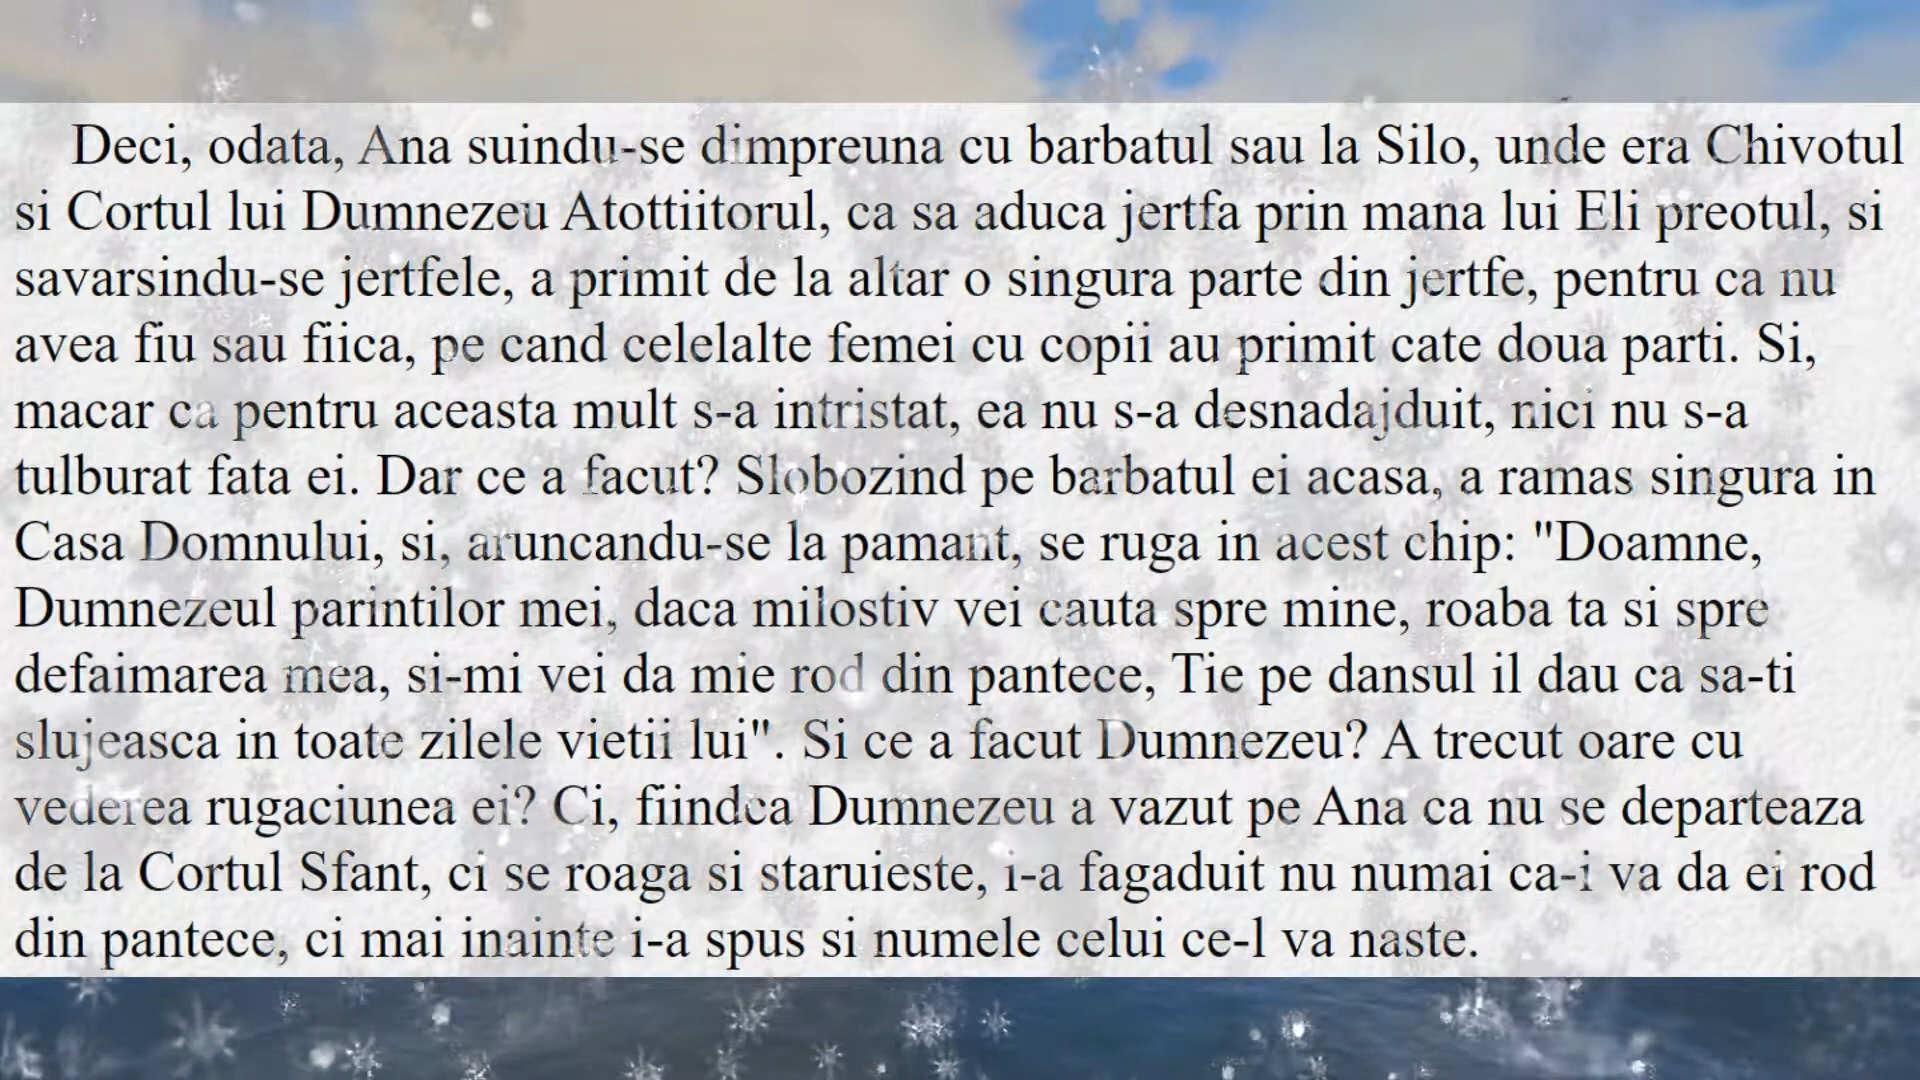 Deci, odata, Ana suindu-se dimpreuna cu barbatul sau la Silo, unde era Chivotul
si Cortul lui Dumnezeu Atottiitorul, ca sa aduca jertfa prin mana lui Eli preotul, si
savarsindu-se jertfele, a primit de la altar o singura parte din jertfe, pentru ca nu
avea fiu sau fiica, pe cand celelalte femei cu copii au primit cate doua parti. Si,
macar ca pentru aceasta mult s-a intristat, ea nu s-a desnadajduit, nici nu s-a
tulburat fata ei. Dar ce a facut? Slobozind pe barbatul ei acasa, a ramas singura in
Casa Domnului, si, aruncandu-se la pamant, se ruga in acest chip: "Doamne,
Dumnezeul parintilor mei, daca milostiv vei cauta spre mine, roaba ta si spre
defaimarea mea, si-mi vei da mie rod din pantece, Tie pe dansul il dau ca sa-ti
slujeasca in toate zilele vietii lui". Si ce a facut Dumnezeu? A trecut oare cu
vederea rugaciunea ei? Ci, fiindca Dumnezeu a vazut pe Ana ca nu se departeaza
de la Cortul Sfant, ci se roaga si staruieste, i-a fagaduit nu numai ca-i va da ei rod
din pantece, ci mai inainte i-a spus si numele celui ce-l va naste.